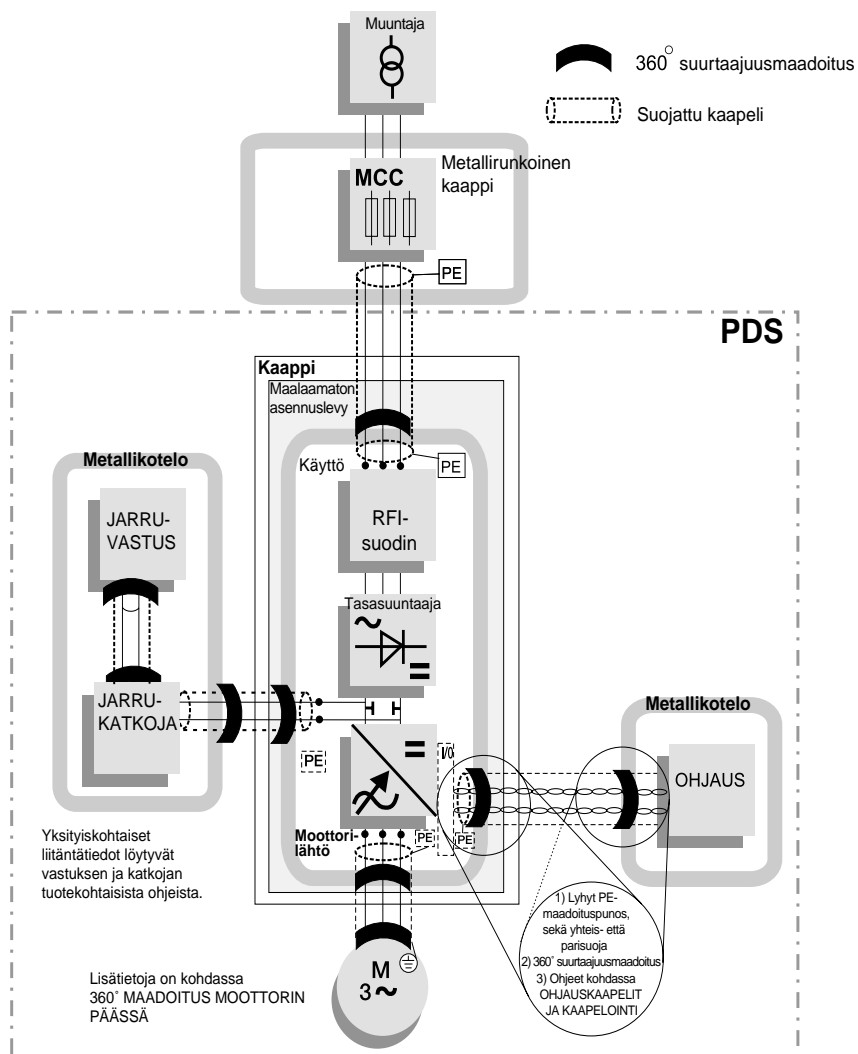 Muuntaja
360° suurtaajuusmaadoitus
Suojattu kaapeli
MCC
Metallirunkoinen
kaappi
PE
PDS
Kaappi
Maalaamaton
asennuslevy
Käyttö
PE
Metallikotelo
JARRU-
VASTUS
RFI-
suodin
Tasasuuntaaja
JARRU-
KATKOJA
Metallikotelo
PE
I/0
OHJAUS
Moottori-
lähtö
PE
PE
Yksityiskohtaiset
liitäntätiedot löytyvät
vastuksen ja katkojan
tuotekohtaisista ohjeista.
1) Lyhyt PE-
maadoituspunos,
sekä yhteis- että
parisuoja
2) 360° suurtaajuusmaadoitus
3) Ohjeet kohdassa
OHJAUSKAAPELIT
JA KAAPELOINTI
M
3 ~
Lisätietoja on kohdassa
360° MAADOITUS MOOTTORIN
PÄÄSSÄ